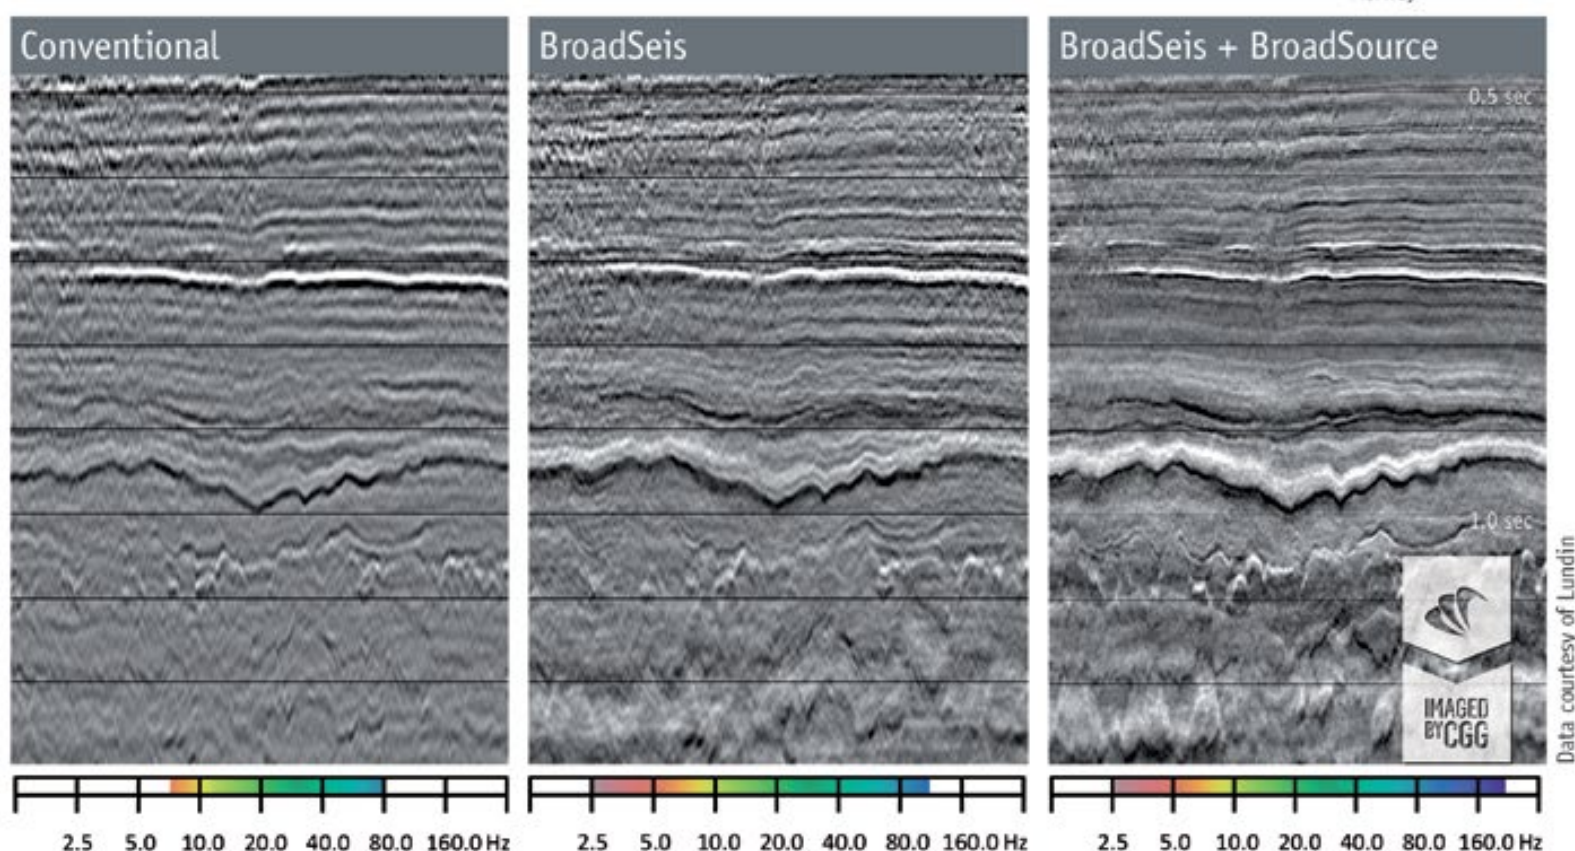 Conventional
BroadSeis
BroadSeis + BroadSource
0.5 sec
1.0 sec
IMAGED
BY CGG
Data courtesy of Lundin
2.5 5.0 10.0 20.0 40.0 80.0 160.0 Hz
2.5 5.0 10.0 20.0 40.0 80.0 160.0 Hz
2.5 5.0 10.0 20.0 40.0 80.0 160.0 Hz